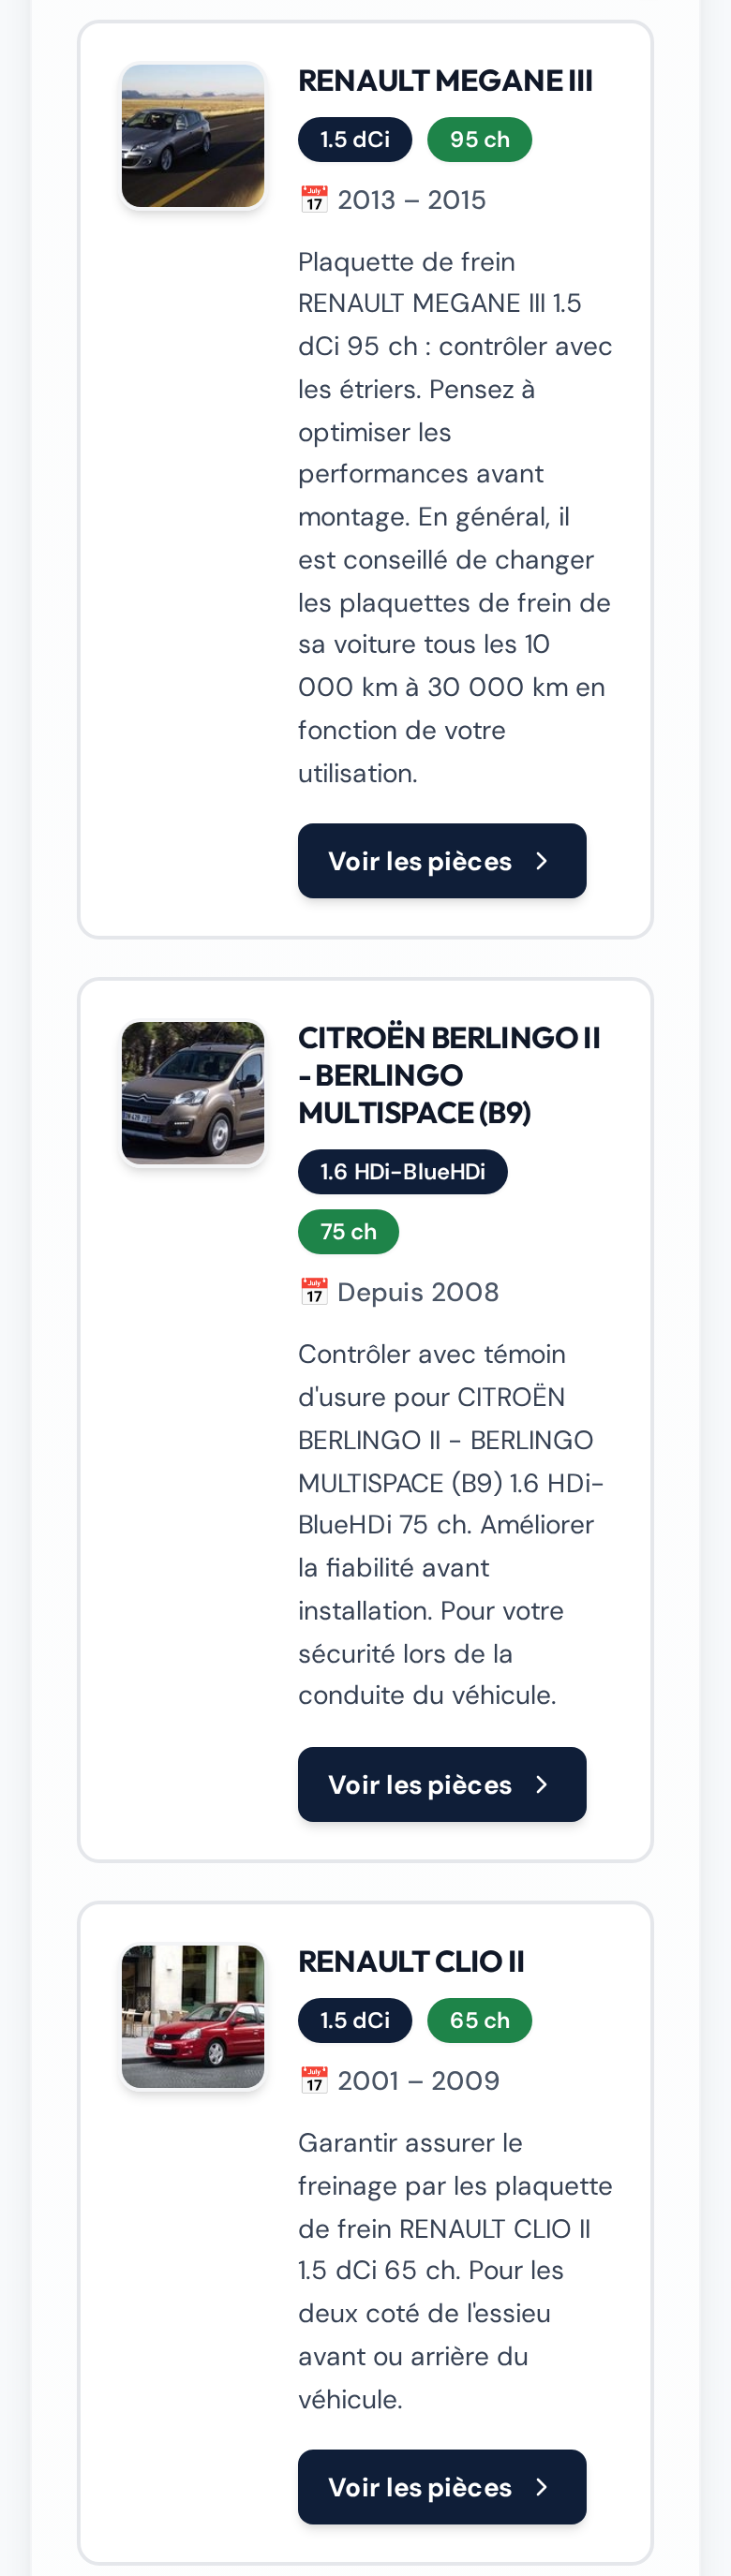 RENAULT MEGANE III
1.5 dCi 95 ch
📅 2013 – 2015
Plaquette de frein
RENAULT MEGANE III 1.5
dCi 95 ch : contrôler avec
les étriers. Pensez à
optimiser les
performances avant
montage. En général, il
est conseillé de changer
les plaquettes de frein de
sa voiture tous les 10
000 km à 30 000 km en
fonction de votre
utilisation.
Voir les pièces
CITROËN BERLINGO II
- BERLINGO
MULTISPACE (B9)
1.6 HDi-BlueHDi
75 ch
📅 Depuis 2008
Contrôler avec témoin
d'usure pour CITROËN
BERLINGO II - BERLINGO
MULTISPACE (B9) 1.6 HDi-
BlueHDi 75 ch. Améliorer
la fiabilité avant
installation. Pour votre
sécurité lors de la
conduite du véhicule.
Voir les pièces
RENAULT CLIO II
1.5 dCi 65 ch
📅 2001 – 2009
Garantir assurer le
freinage par les plaquette
de frein RENAULT CLIO II
1.5 dCi 65 ch. Pour les
deux coté de l'essieu
avant ou arrière du
véhicule.
Voir les pièces